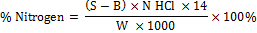 % Nitrogen = (S – B) × N HCl × 14 / W × 1000 × 100%